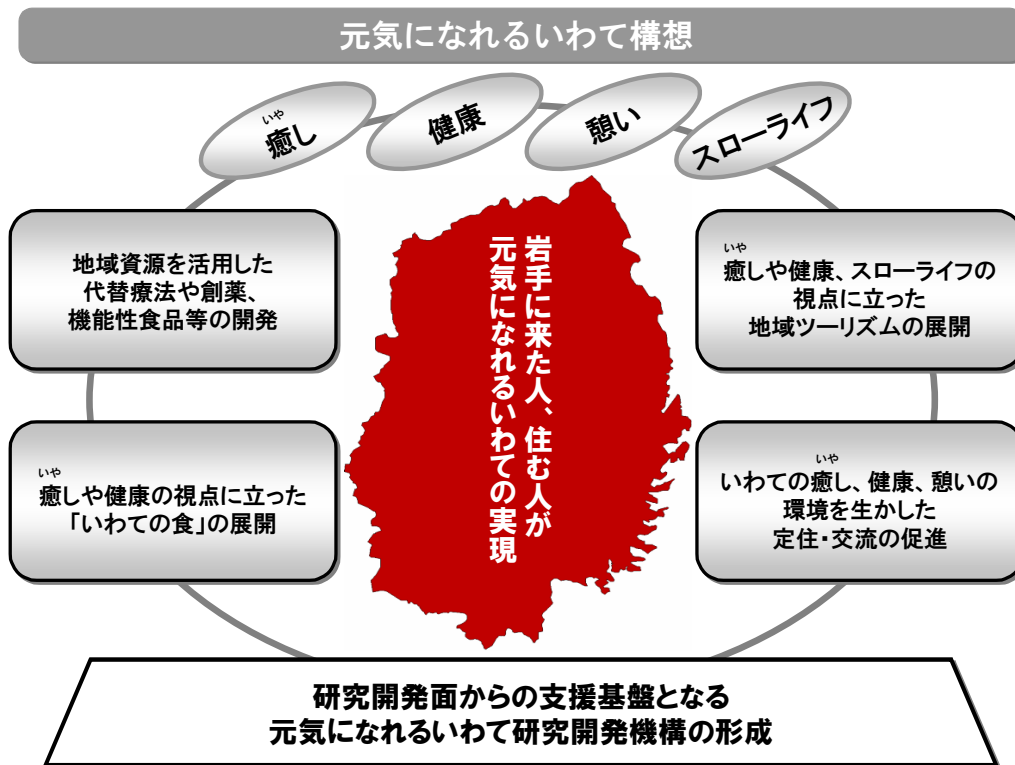 元気になれるいわて構想
いや
癒し
健康
憩い
スローライフ
地域資源を活用した
代替療法や創薬、
機能性食品等の開発
いや
癒しや健康、スローライフの
視点に立った
地域ツーリズムの展開
岩手に来た人、住む人が
元気になれるいわての実現
いや
癒しや健康の視点に立った
「いわての食」の展開
いや
いわての癒し、健康、憩いの
環境を生かした
定住・交流の促進
研究開発面からの支援基盤となる
元気になれるいわて研究開発機構の形成